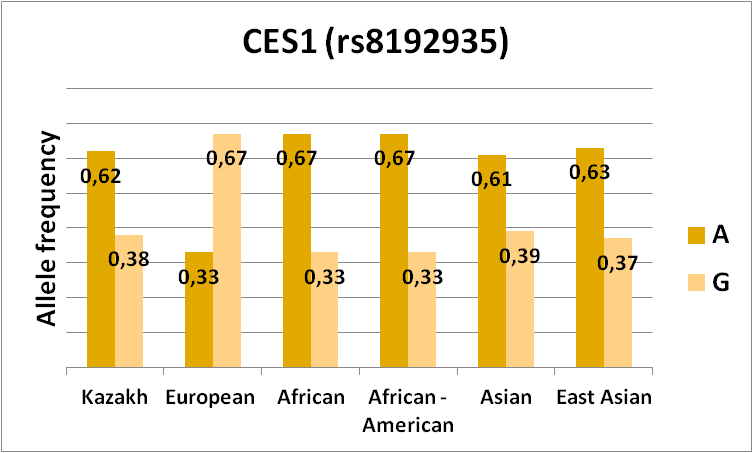 CES1 (rs8192935)
Allele frequency
0,62
0,38
0,33
0,67
0,67
0,33
0,67
0,33
0,61
0,39
0,63
0,37
A
G
Kazakh
European
African
African -
American
Asian
East Asian